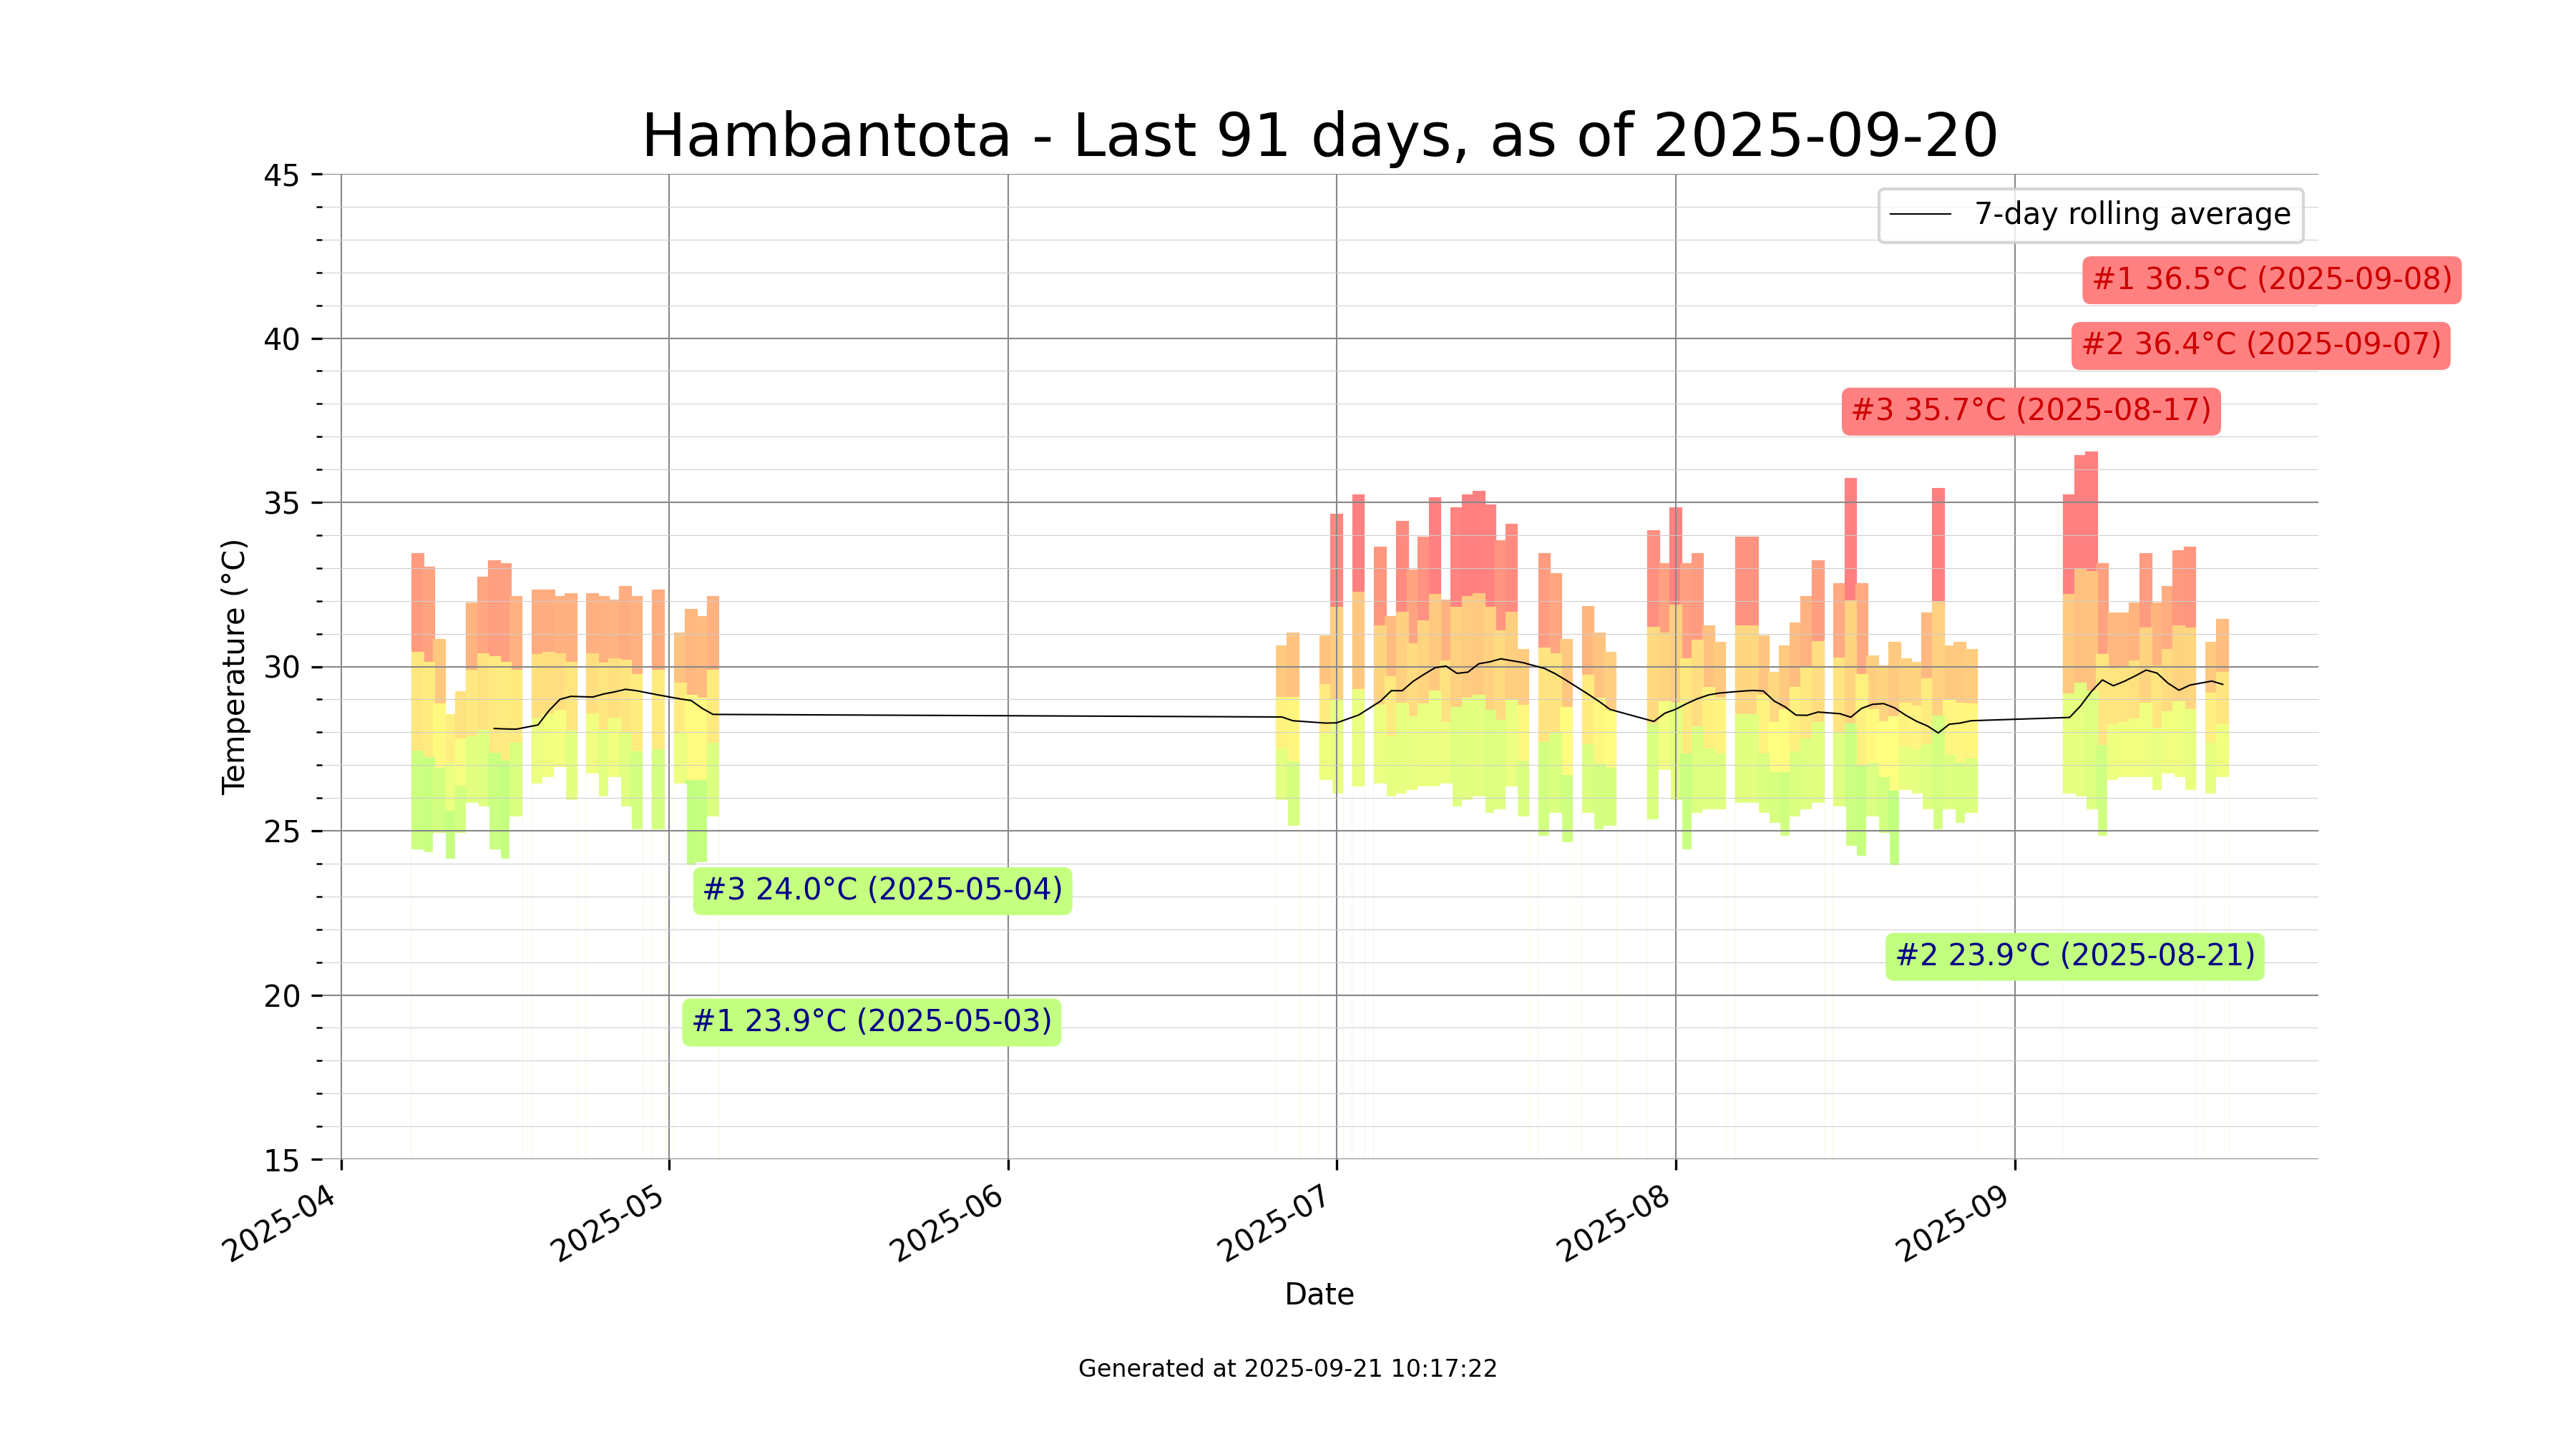 Hambantota - Last 91 days, as of 2025-09-20
7-day rolling average
#1 36.5°C (2025-09-08)
#2 36.4°C (2025-09-07)
#3 35.7°C (2025-08-17)
#3 24.0°C (2025-05-04)
#2 23.9°C (2025-08-21)
#1 23.9°C (2025-05-03)
Temperature (°C)
45
40
35
30
25
20
15
2025-04
2025-05
2025-06
2025-07
2025-08
2025-09
Date
Generated at 2025-09-21 10:17:22